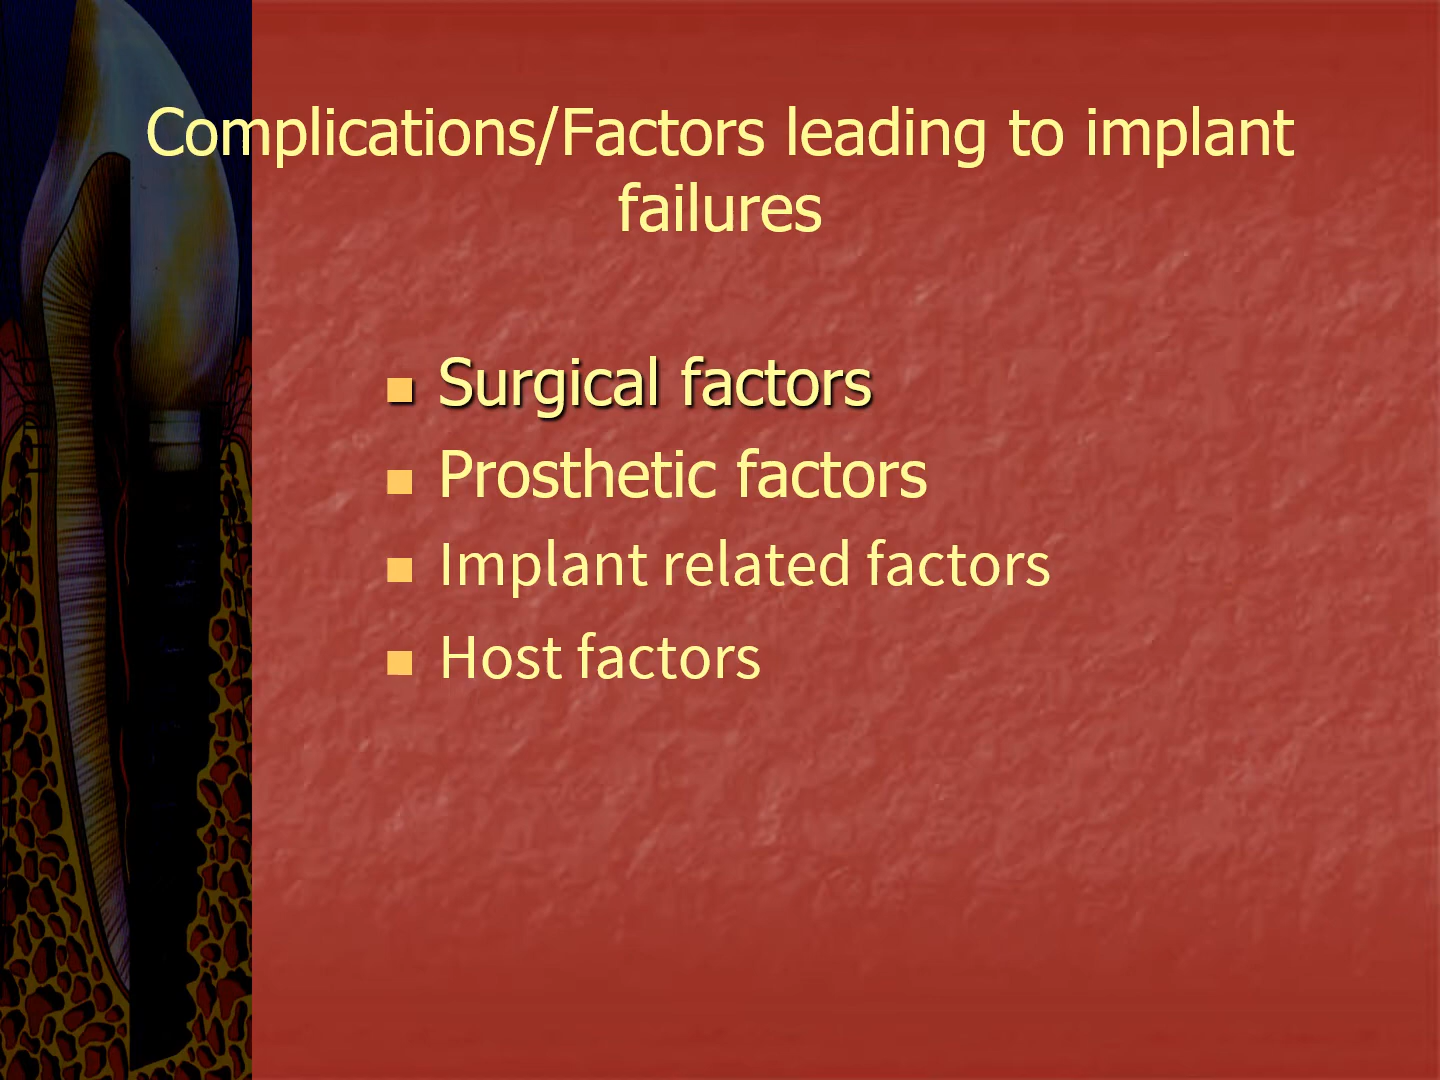 Complications/Factors leading to implant
failures
Surgical factors
Prosthetic factors
Implant related factors
Host factors